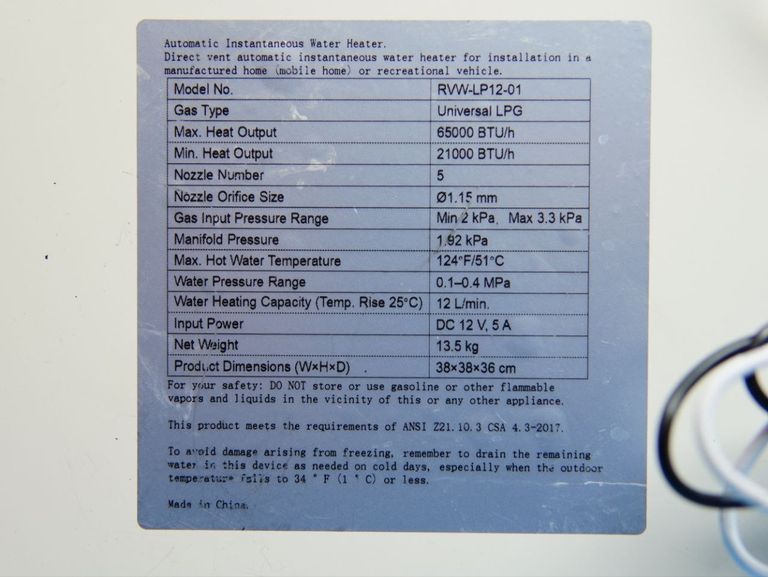 Automatic Instantaneous Water Heater.
Direct vent automatic instantaneous water heater for installation in a
manufactured home (mobile home) or recreational vehicle.
Model No. RVW-LP12-01
Gas Type Universal LPG
Max. Heat Output 65000 BTU/h
Min. Heat Output 21000 BTU/h
Nozzle Number 5
Nozzle Orifice Size Ø1.15 mm
Gas Input Pressure Range Min 2 kPa, Max 3.3 kPa
Manifold Pressure 1.92 kPa
Max. Hot Water Temperature 124°F/51°C
Water Pressure Range 0.1–0.4 MPa
Water Heating Capacity (Temp. Rise 25°C) 12 L/min.
Input Power DC 12 V, 5 A
Net Weight 13.5 kg
Product Dimensions (W×H×D) 38×38×36 cm
For your safety: DO NOT store or use gasoline or other flammable
vapors and liquids in the vicinity of this or any other appliance.
This product meets the requirements of ANSI Z21.10.3 CSA 4.3-2017.
To avoid damage arising from freezing, remember to drain the remaining
water in this device as needed on cold days, especially when the outdoor
temperature falls to 34 ° F (1 ° C) or less.
Made in China.